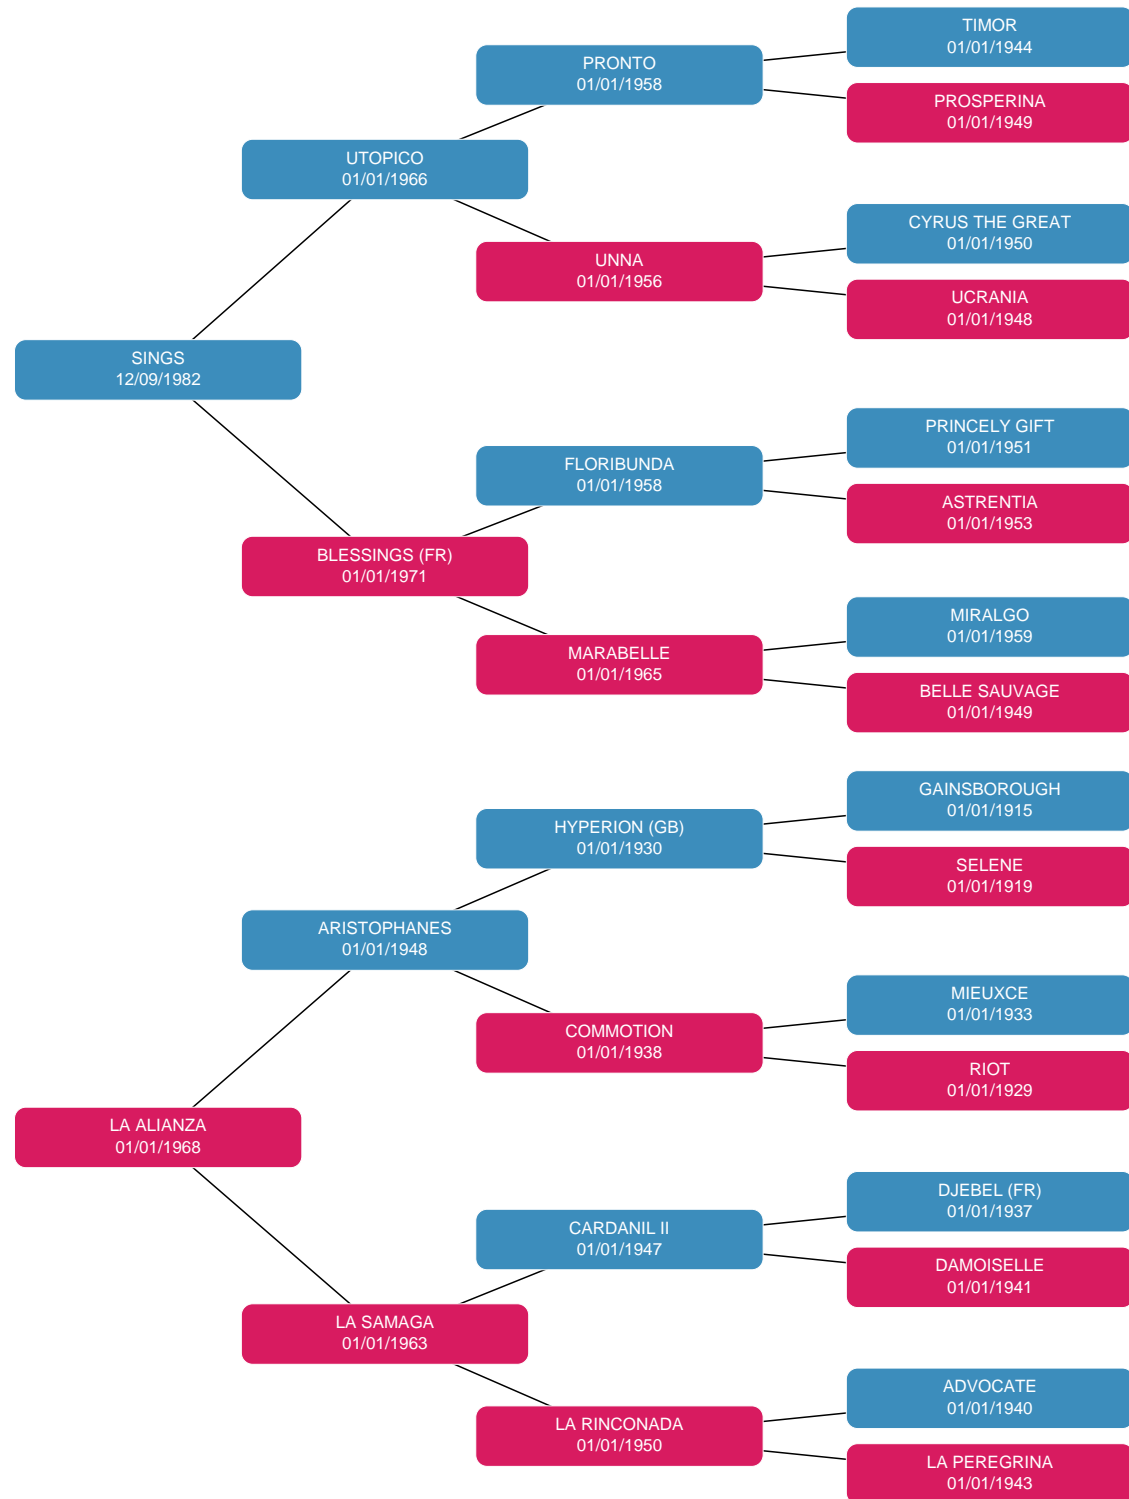 TIMOR
01/01/1944
PRONTO
01/01/1958
PROSPERINA
01/01/1949
UTOPICO
01/01/1966
CYRUS THE GREAT
01/01/1950
UNNA
01/01/1956
UCRANIA
01/01/1948
SINGS
12/09/1982
PRINCELY GIFT
01/01/1951
FLORIBUNDA
01/01/1958
ASTRENTIA
01/01/1953
BLESSINGS (FR)
01/01/1971
MIRALGO
01/01/1959
MARABELLE
01/01/1965
BELLE SAUVAGE
01/01/1949
GAINSBOROUGH
01/01/1915
HYPERION (GB)
01/01/1930
SELENE
01/01/1919
ARISTOPHANES
01/01/1948
MIEUXCE
01/01/1933
COMMOTION
01/01/1938
RIOT
01/01/1929
LA ALIANZA
01/01/1968
DJEBEL (FR)
01/01/1937
CARDANIL II
01/01/1947
DAMOISELLE
01/01/1941
LA SAMAGA
01/01/1963
ADVOCATE
01/01/1940
LA RINCONADA
01/01/1950
LA PEREGRINA
01/01/1943